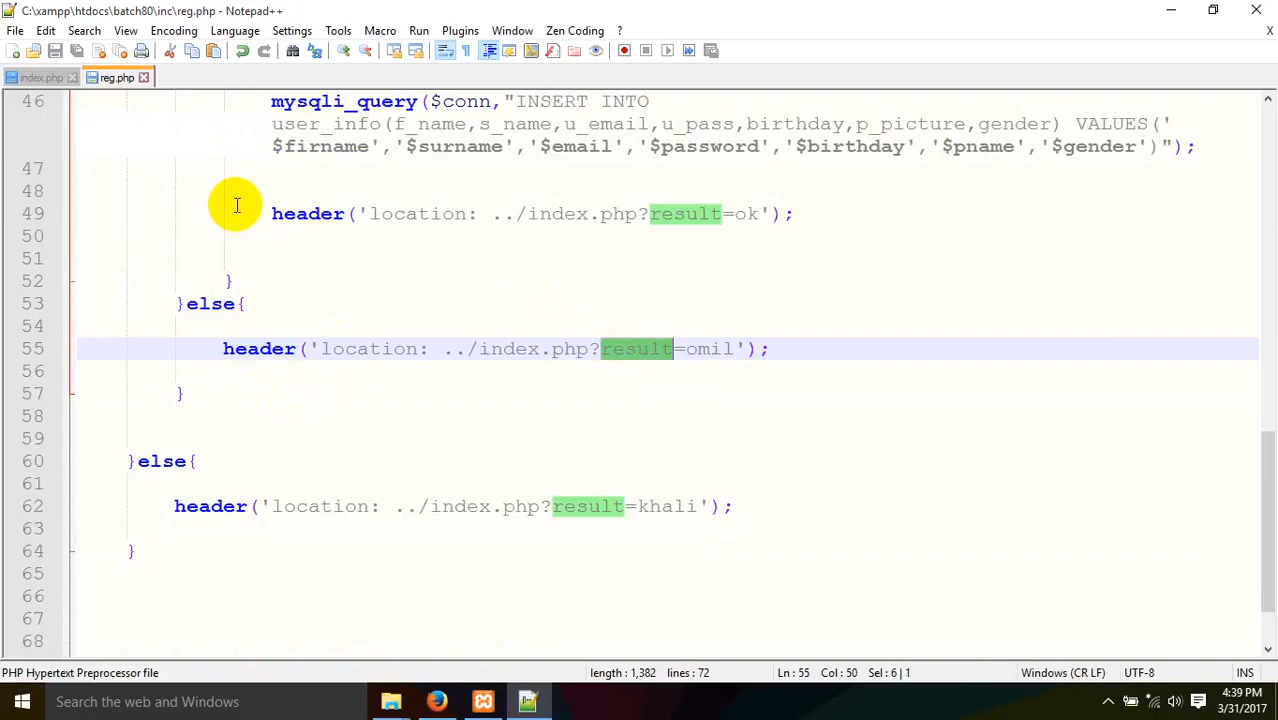 C:\xampp\htdocs\batch80\inc\reg.php - Notepad++
File Edit Search View Encoding Language Settings Tools Macro Run Plugins Window Zen Coding ? X
index.php reg.php
46 mysqli_query($conn,"INSERT INTO
user_info(f_name,s_name,u_email,u_pass,birthday,p_picture,gender) VALUES('
$firname','$surname','$email','$password','$birthday','$pname','$gender')");
47
48
49 header('location: ../index.php?result=ok');
50
51
52 }
53 }else{
54
55 header('location: ../index.php?result=omil');
56
57 }
58
59
60 }else{
61
62 header('location: ../index.php?result=khali');
63
64 }
65
66
67
68
PHP Hypertext Preprocessor file length : 1,382 lines : 72 Ln : 55 Col : 50 Sel : 6 | 1 Windows (CR LF) UTF-8 INS
Search the web and Windows 4:39 PM
3/31/2017